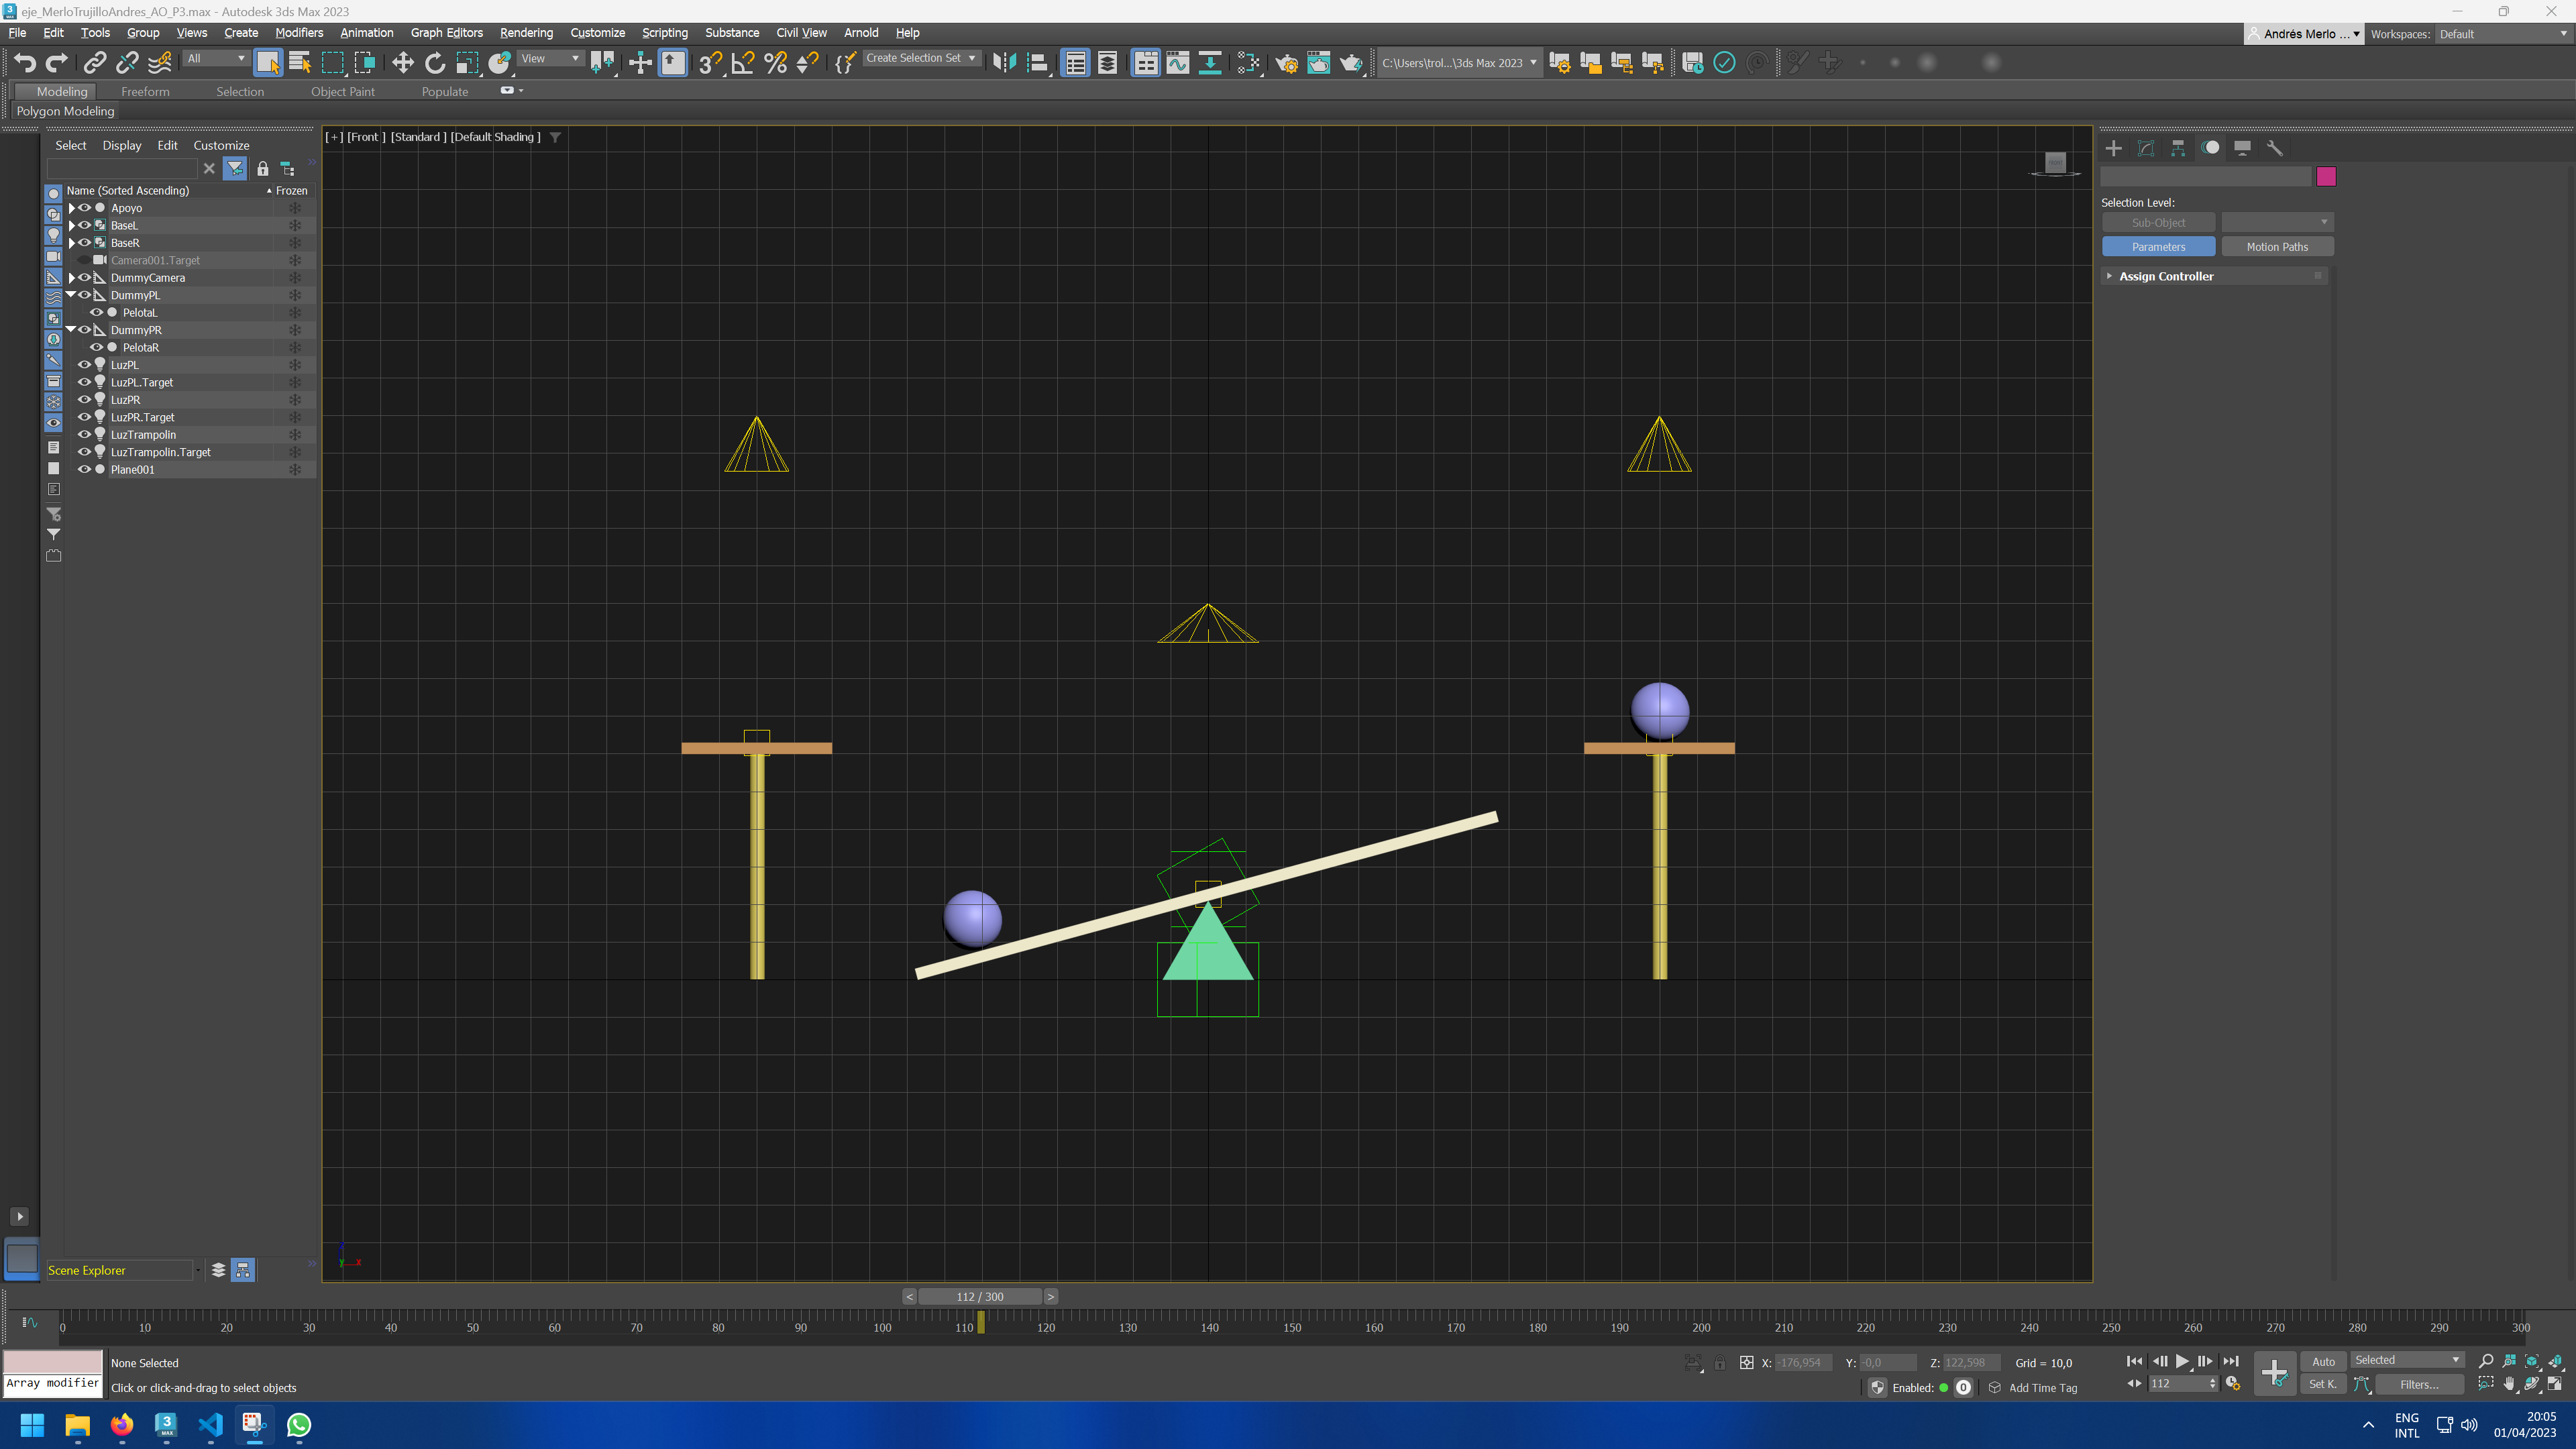 eje_MerloTrujilloAndres_AO_P3.max - Autodesk 3ds Max 2023
File Edit Tools Group Views Create Modifiers Animation Graph Editors Rendering Customize Scripting Substance Civil View Arnold Help
Andrés Merlo ... Workspaces: Default
All View Create Selection Set C:\Users\trol...\3ds Max 2023
Modeling Freeform Selection Object Paint Populate
Polygon Modeling
Select Display Edit Customize
[+] [Front ] [Standard ] [Default Shading ]
Name (Sorted Ascending) Frozen
Apoyo
BaseL
BaseR
Camera001.Target
DummyCamera
DummyPL
PelotaL
DummyPR
PelotaR
LuzPL
LuzPL.Target
LuzPR
LuzPR.Target
LuzTrampolin
LuzTrampolin.Target
Plane001
Selection Level:
Sub-Object
Parameters Motion Paths
Assign Controller
Scene Explorer
< 112 / 300 >
0 10 20 30 40 50 60 70 80 90 100 110 120 130 140 150 160 170 180 190 200 210 220 230 240 250 260 270 280 290 300
None Selected
Array modifier
Click or click-and-drag to select objects
X: -176,954 Y: -0,0 Z: 122,598 Grid = 10,0
Enabled: 0 Add Time Tag
112
Auto Selected
Set K. Filters...
ENG
INTL
20:05
01/04/2023